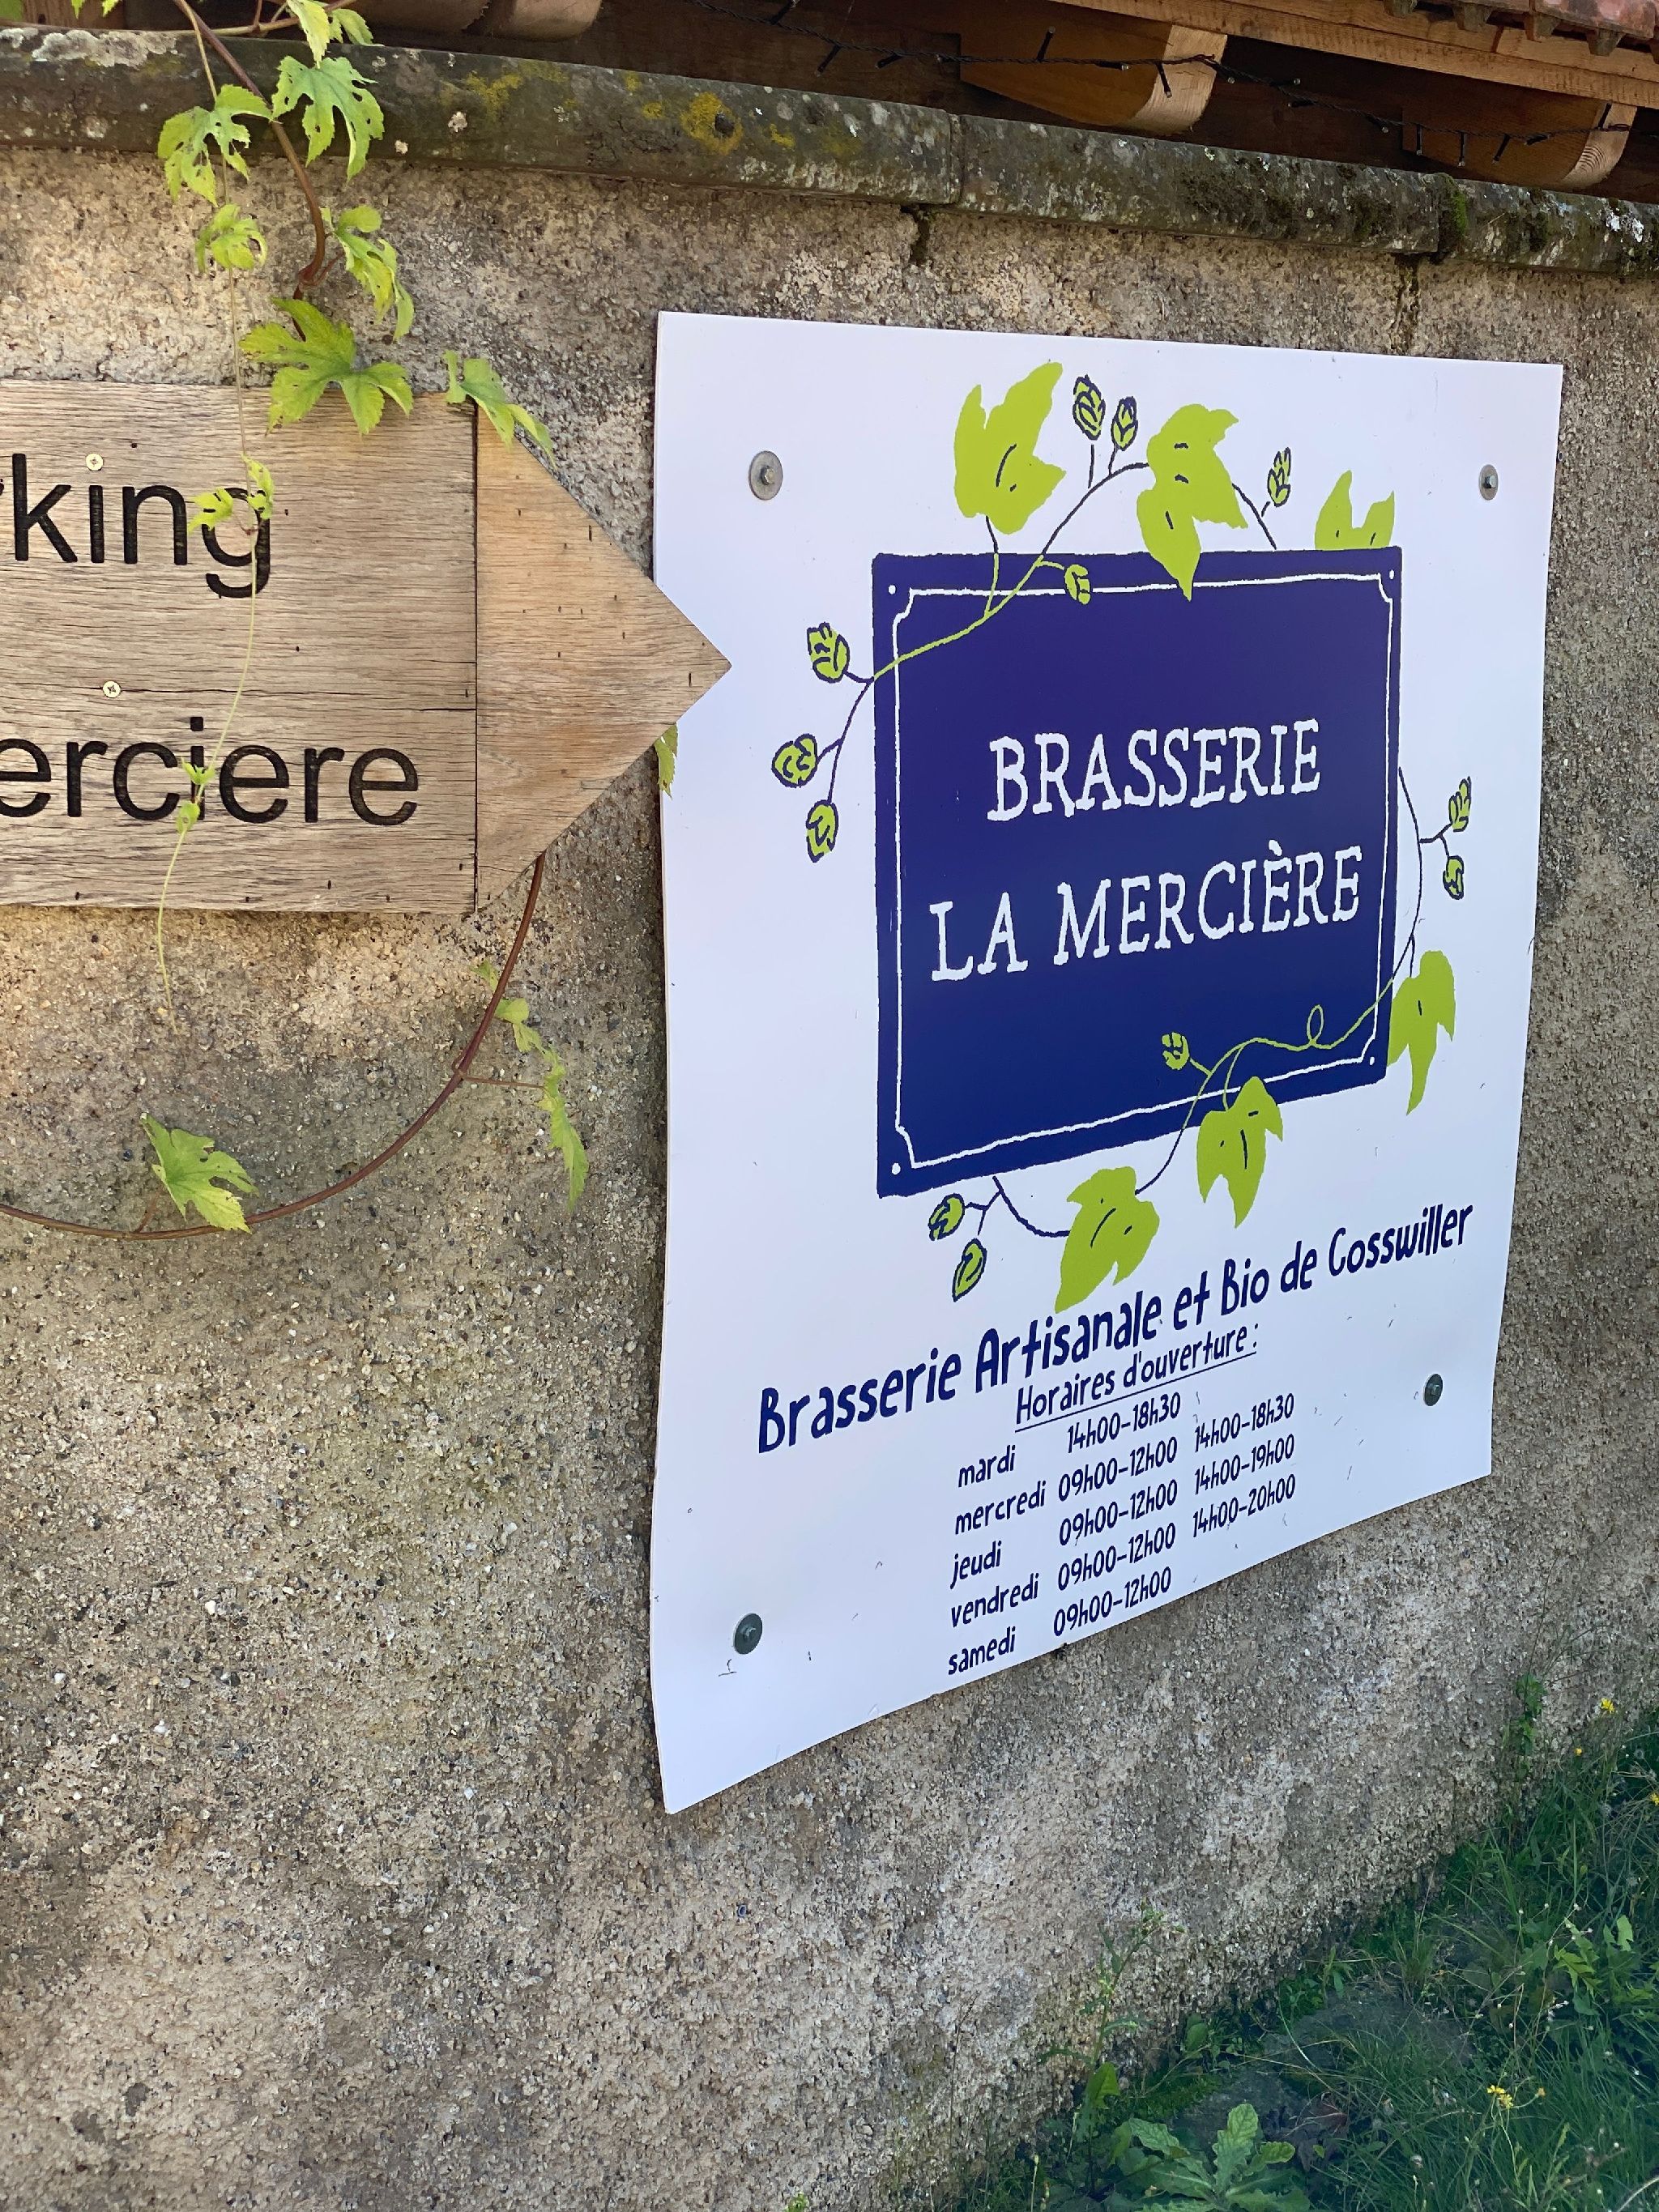 rking
erciere
BRASSERIE
LA MERCIÈRE
Brasserie Artisanale et Bio de Cosswiller
Horaires d'ouverture :
mardi 14h00-18h30
mercredi 09h00-12h00 14h00-18h30
jeudi 09h00-12h00 14h00-19h00
vendredi 09h00-12h00 14h00-20h00
samedi 09h00-12h00